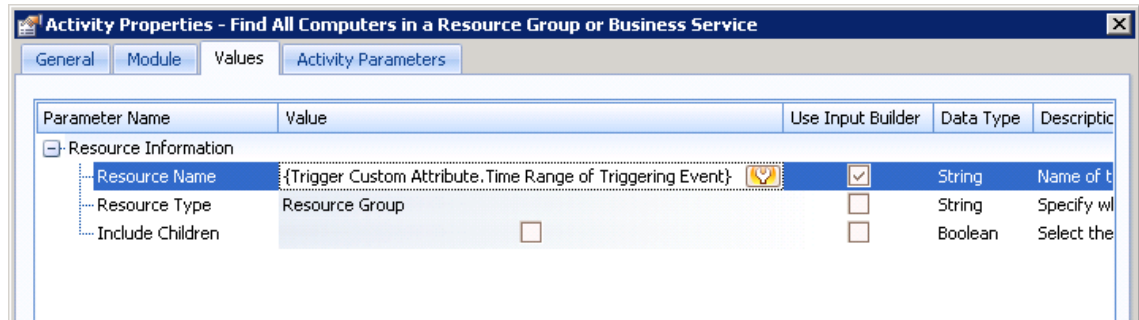 Activity Properties - Find All Computers in a Resource Group or Business Service
General Module Values Activity Parameters
Parameter Name Value Use Input Builder Data Type Descriptic
Resource Information
Resource Name {Trigger Custom Attribute.Time Range of Triggering Event} String Name of t
Resource Type Resource Group String Specify wl
Include Children Boolean Select the